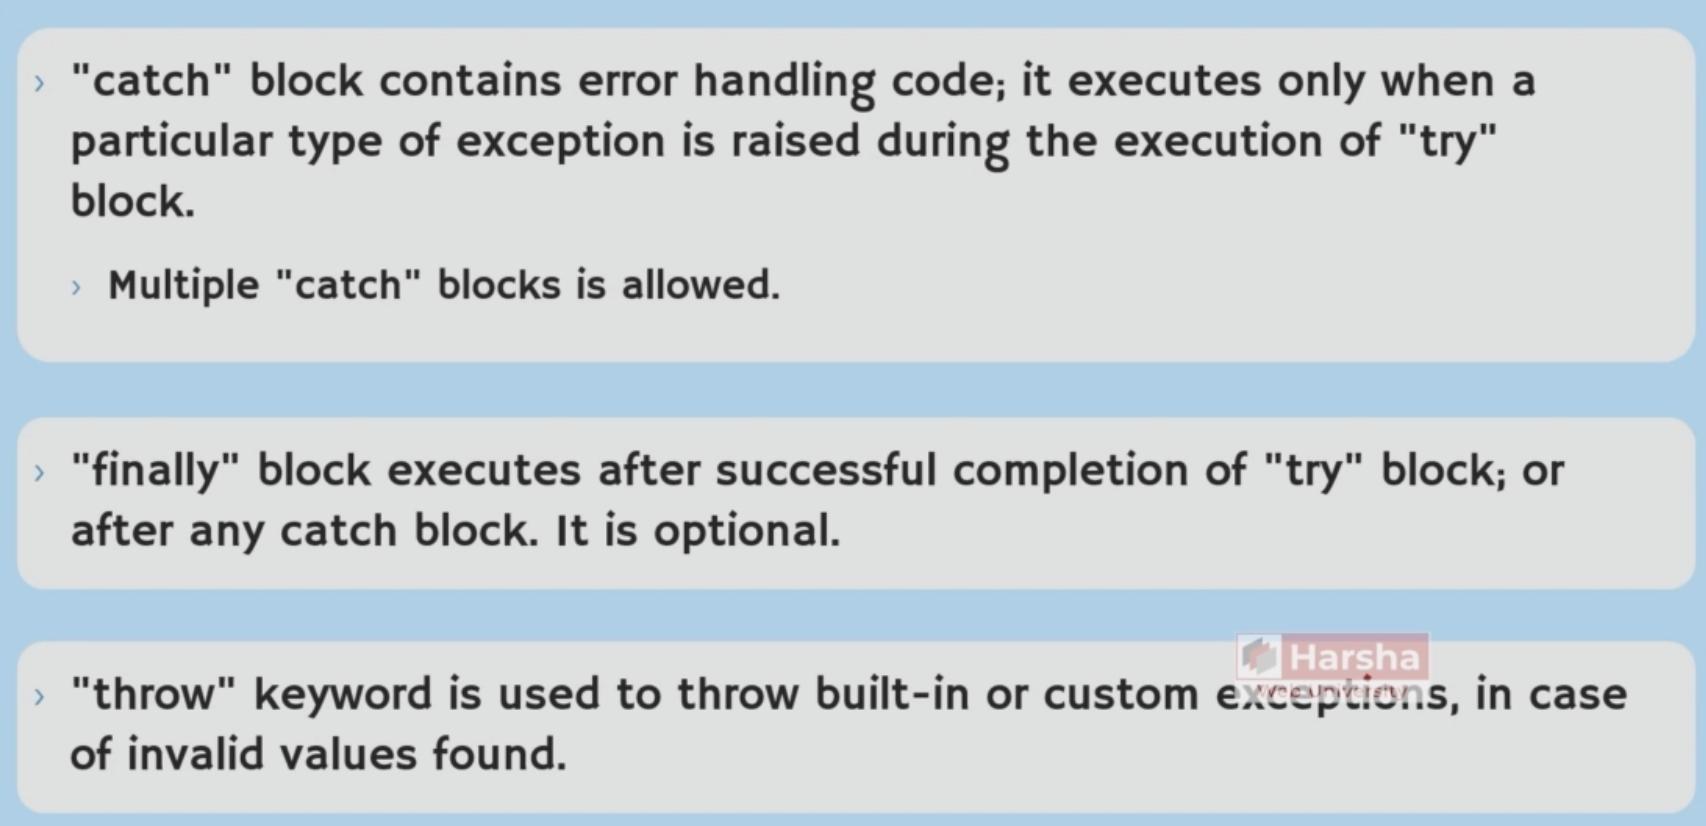 "catch" block contains error handling code; it executes only when a
particular type of exception is raised during the execution of "try"
block.
Multiple "catch" blocks is allowed.
"finally" block executes after successful completion of "try" block; or
after any catch block. It is optional.
Harsha
Web University
"throw" keyword is used to throw built-in or custom exceptions, in case
of invalid values found.